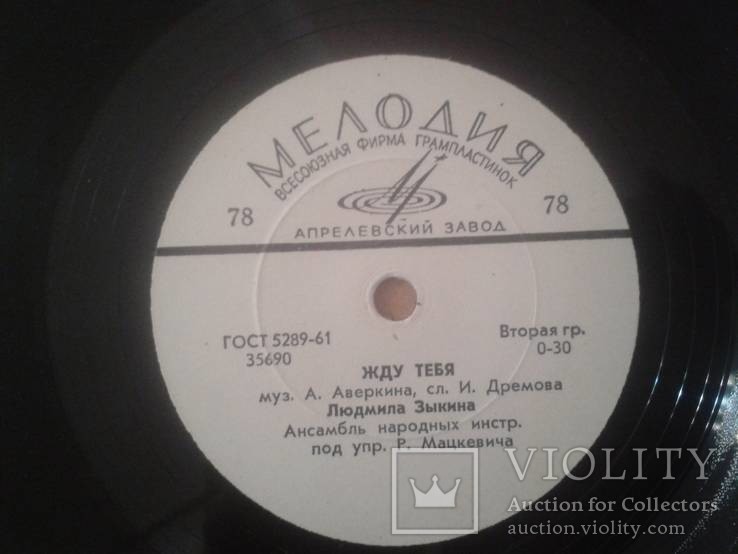 МЕЛОДИЯ
ВСЕСОЮЗНАЯ ФИРМА ГРАМПЛАСТИНОК
78 78
АПРЕЛЕВСКИЙ ЗАВОД
ГОСТ 5289-61 Вторая гр.
35690 0-30
ЖДУ ТЕБЯ
муз. А. Аверкина, сл. И. Дремова
Людмила Зыкина
Ансамбль народных инстр.
под упр. Р. Мацкевича
VIOLITY
Auction for Collectors
auction.violity.com